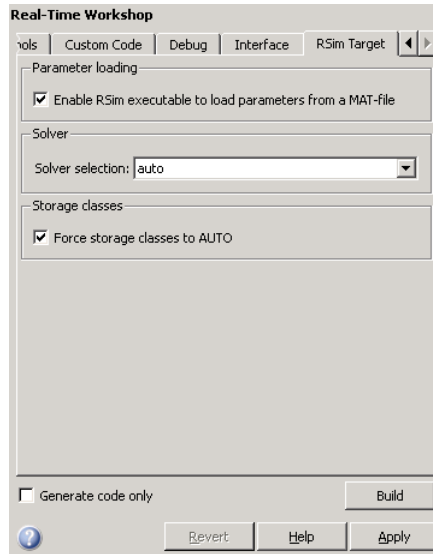 Real-Time Workshop
ols Custom Code Debug Interface RSim Target
Parameter loading
Enable RSim executable to load parameters from a MAT-file
Solver
Solver selection: auto
Storage classes
Force storage classes to AUTO
Generate code only Build
Revert Help Apply